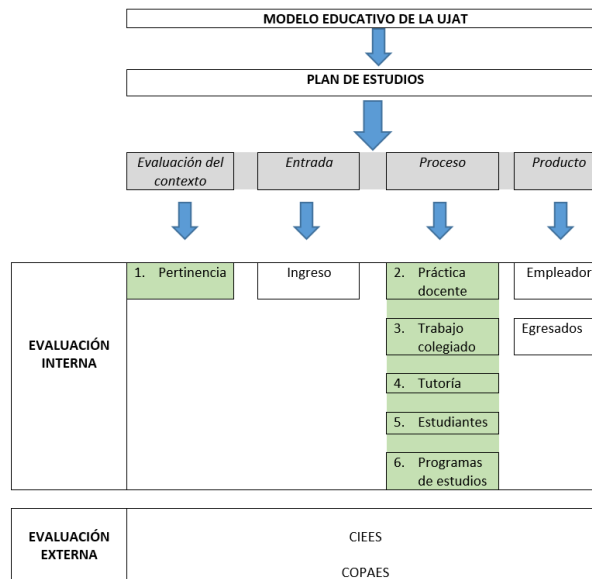 MODELO EDUCATIVO DE LA UJAT
PLAN DE ESTUDIOS
Evaluación del
contexto
Entrada
Proceso
Producto
EVALUACIÓN
INTERNA
1. Pertinencia
Ingreso
2. Práctica
docente
3. Trabajo
colegiado
4. Tutoría
5. Estudiantes
6. Programas
de estudios
Empleador
Egresados
EVALUACIÓN
EXTERNA
CIEES
COPAES